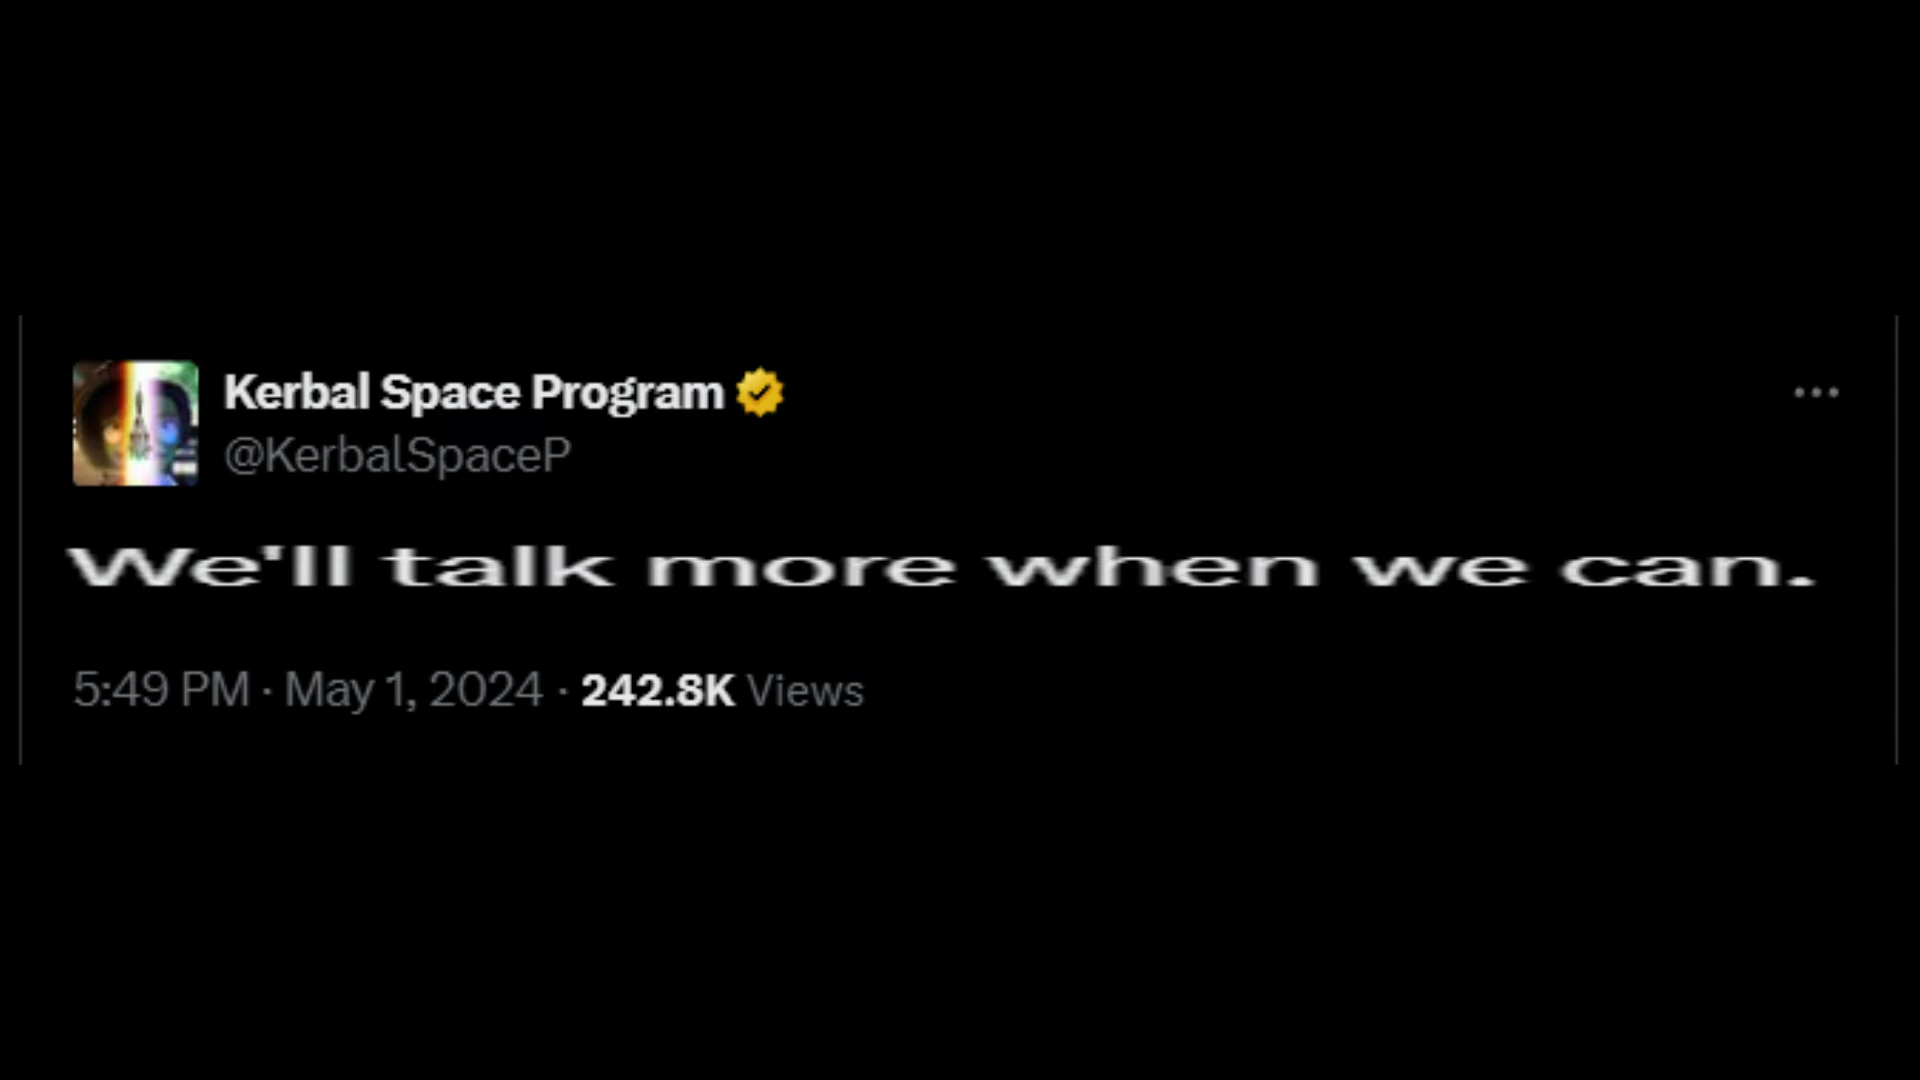 Kerbal Space Program
@KerbalSpaceP
We'll talk more when we can.
5:49 PM · May 1, 2024 · 242.8K Views